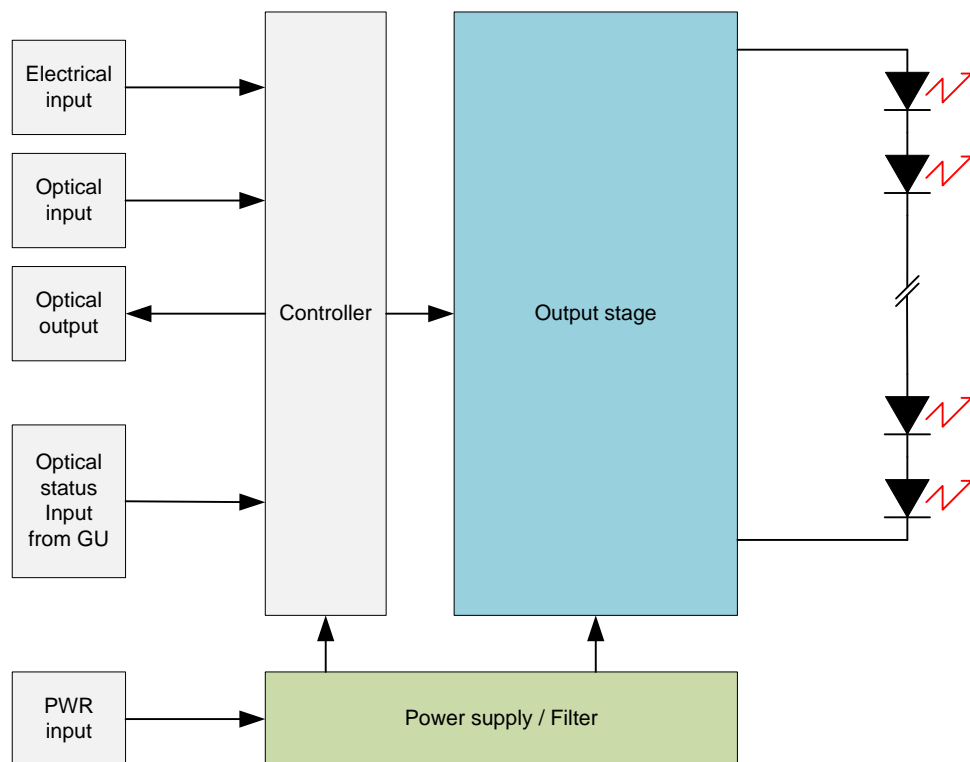 Electrical
input
Optical
input
Optical
output
Controller
Output stage
Optical
status
Input
from GU
PWR
input
Power supply / Filter